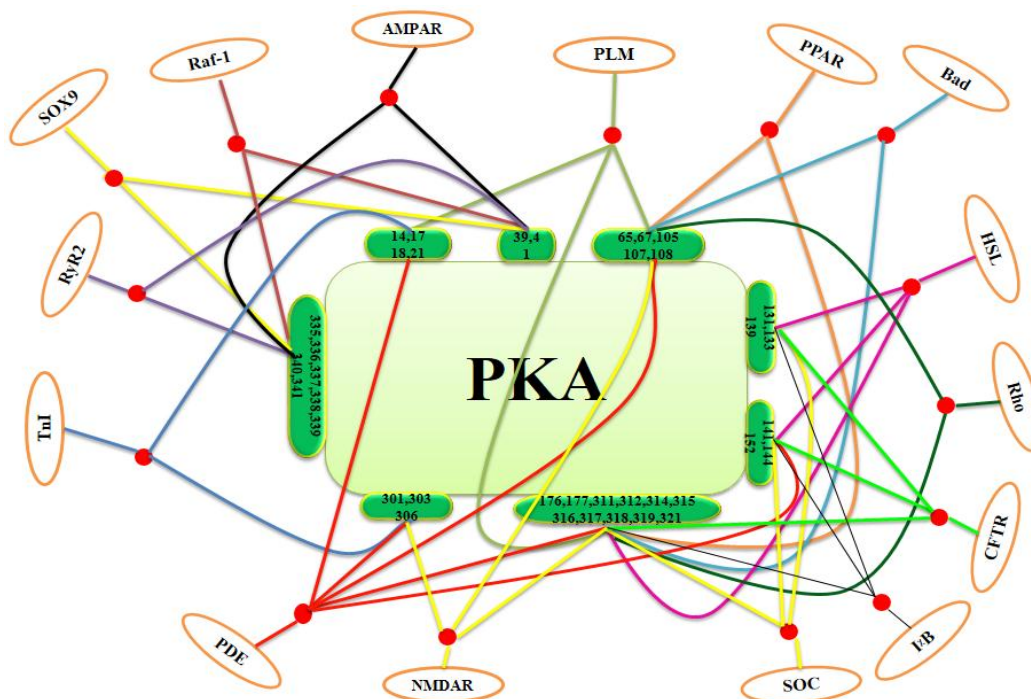 AMPAR
PLM
Raf-1
PPAR
Bad
SOX9
14,17
18,21
39,4
1
65,67,105
107,108
RyR2
HSL
335,336,337,338,339
340,341
PKA
131,133
139
Rho
TnI
141,144
152
301,303
306
176,177,311,312,314,315
316,317,318,319,321
CFTR
PDE
NMDAR
SOC
IκB